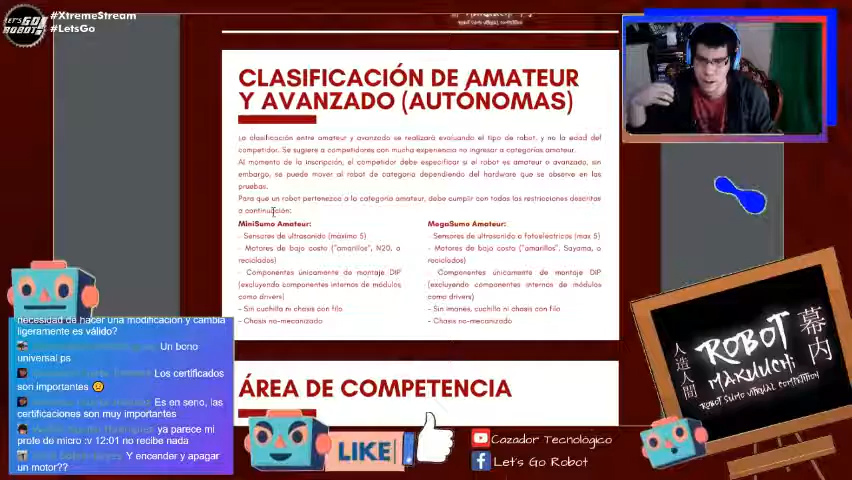 #XtremeStream
#LetsGo
LET'S
GO
ROBOT!
CLASIFICACIÓN DE AMATEUR
Y AVANZADO (AUTÓNOMAS)
La clasificación entre amateur y avanzado se realizará evaluando el tipo de robot, y no la edad del
competidor. Se sugiere a competidores con mucha experiencia no ingresar a categorías amateur.
Al momento de la inscripción, el competidor debe especificar si el robot es amateur o avanzado, sin
embargo, se puede mover al robot de categoría dependiendo del hardware que se observe en las
pruebas.
Para que un robot pertenezca a la categoría amateur, debe cumplir con todas las restricciones descritas
a continuación:
MiniSumo Amateur:
- Sensores de ultrasonido (máximo 5)
- Motores de bajo costo ("amarillos", N20, o
reciclados)
- Componentes únicamente de montaje DIP
(excluyendo componentes internos de módulos
como drivers)
- Sin cuchilla ni chasis con filo
- Chasis no-mecanizado
MegaSumo Amateur:
- Sensores de ultrasonido o fotoelectricos (max 5)
- Motores de bajo costo ("amarillos", Sayama, o
reciclados)
- Componentes únicamente de montaje DIP
(excluyendo componentes internos de módulos
como drivers)
- Sin imanes, cuchilla ni chasis con filo
- Chasis no-mecanizado
ÁREA DE COMPETENCIA
necesidad de hacer una modificación y cambia
ligeramente es válido?
Un bono
universal ps
Los certificados
son importantes
Es en serio, las
certificaciones son muy importantes
ya parece mi
profe de micro :v 12:01 no recibe nada
Y encender y apagar
un motor??
LIKE
Cazador Tecnológico
Let's Go Robot
ROBOT
MAKUUCHI
ROBOT SUMO VIRTUAL COMPETITION
幕内
人造人間